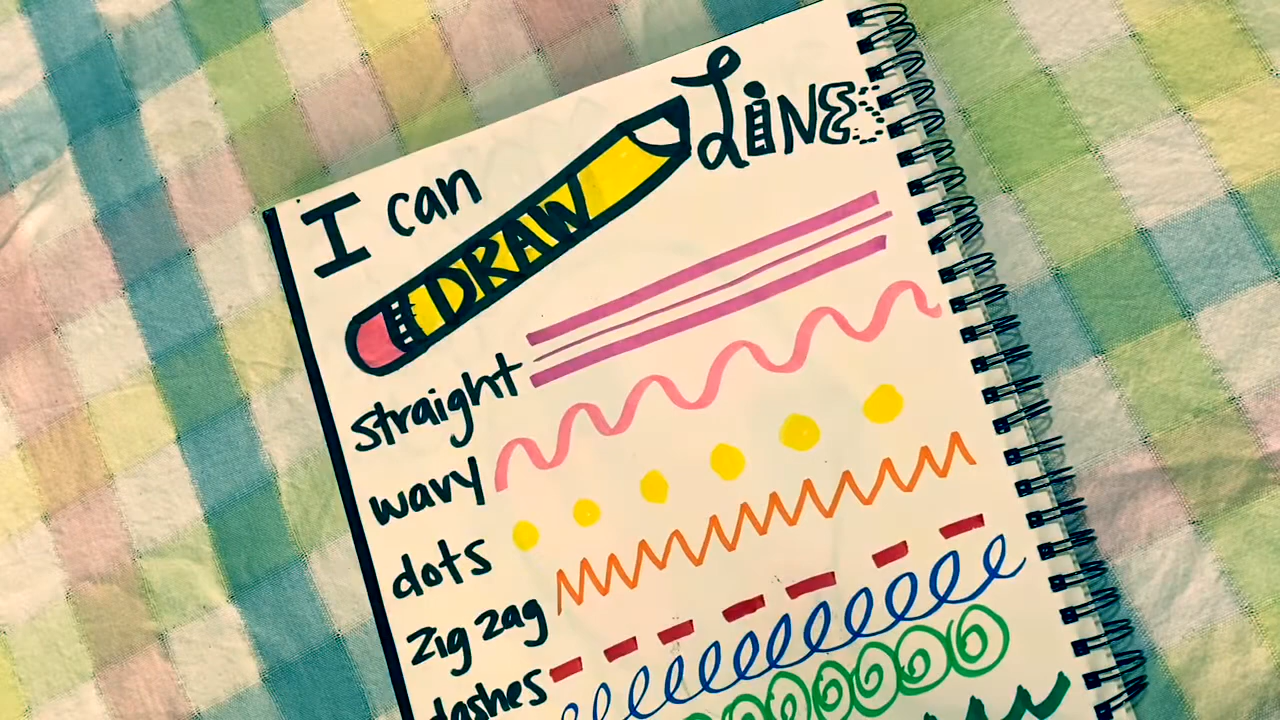 I can
DRAW
LINES
straight
wavy
dots
zig zag
dashes